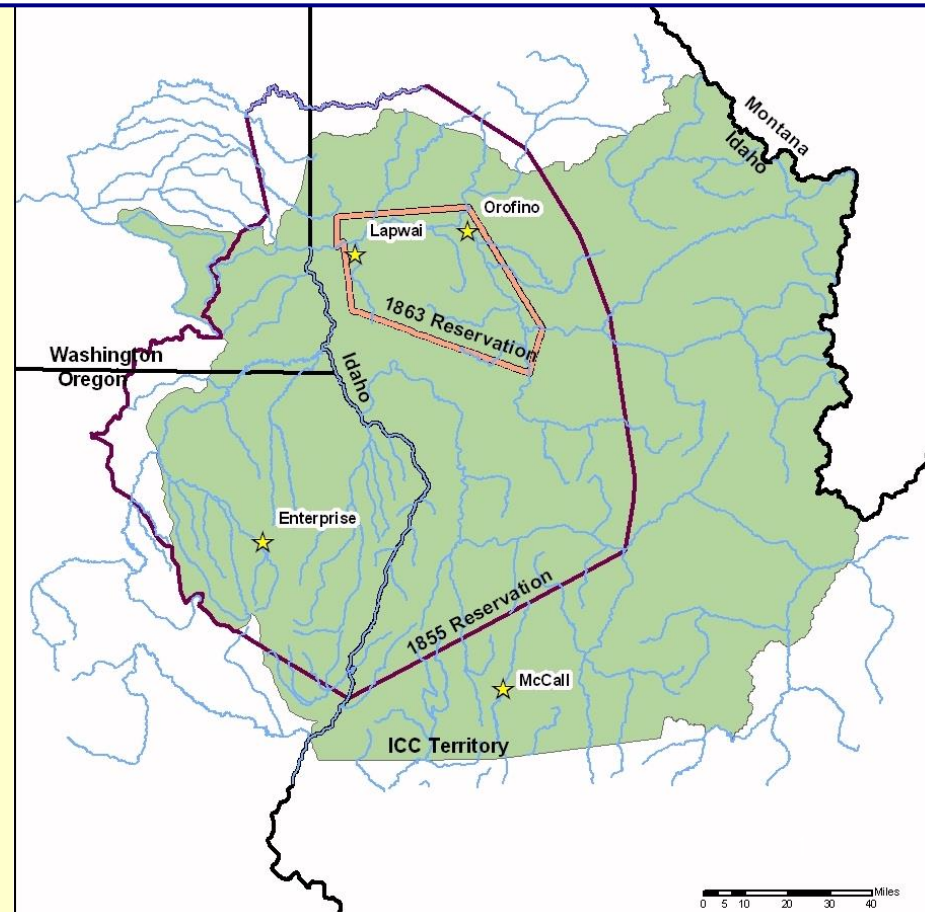 Montana
Idaho
Orofino
Lapwai
1863 Reservation
Washington
Oregon
Idaho
Enterprise
1855 Reservation
McCall
ICC Territory
Miles
0 5 10 20 30 40